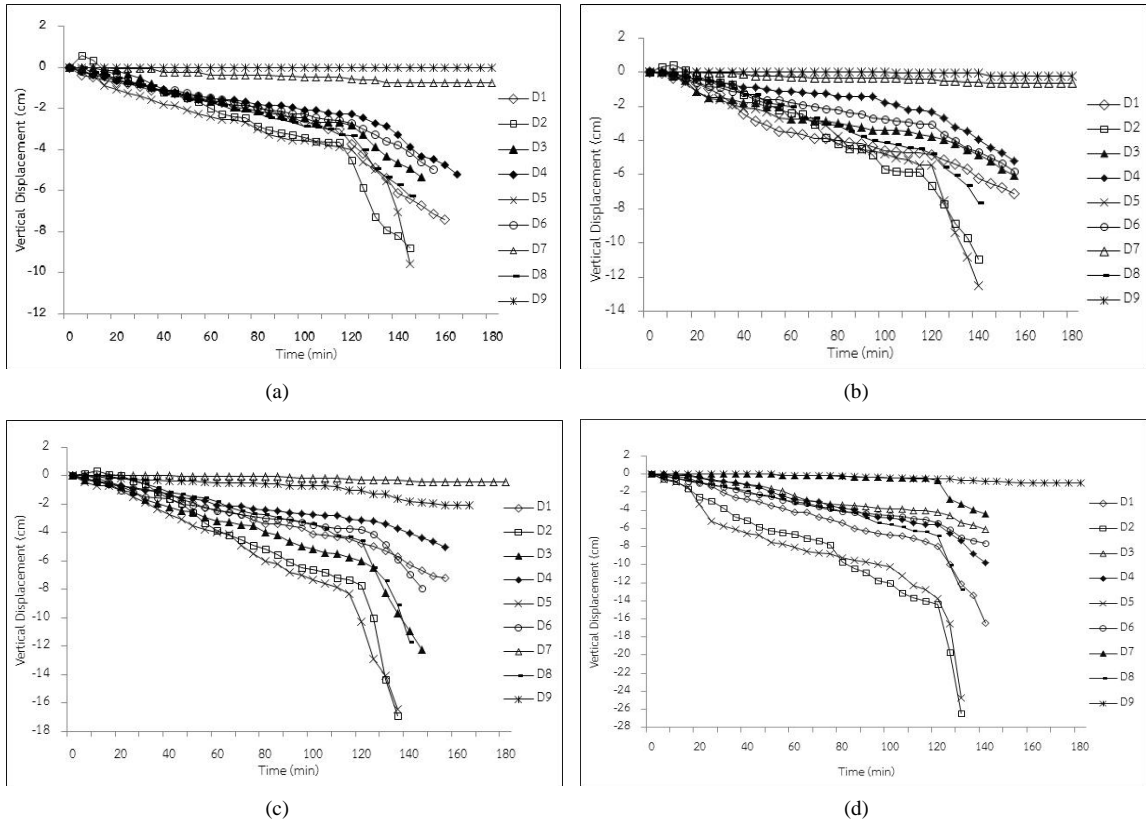 2
0
-2
-4
-6
-8
-10
-12
Vertical Displacement (cm)
0 20 40 60 80 100 120 140 160 180
Time (min)
D1
D2
D3
D4
D5
D6
D7
D8
D9
(a)
4
2
0
-2
-4
-6
-8
-10
-12
-14
Vertical Displacement (cm)
0 20 40 60 80 100 120 140 160 180
Time (min)
D1
D2
D3
D4
D5
D6
D7
D8
D9
(b)
2
0
-2
-4
-6
-8
-10
-12
-14
-16
-18
Vertical Displacement (cm)
0 20 40 60 80 100 120 140 160 180
Time (min)
D1
D2
D3
D4
D5
D6
D7
D8
D9
(c)
2
0
-2
-4
-6
-8
-10
-12
-14
-16
-18
-20
-22
-24
-26
-28
Vertical Displacement (cm)
0 20 40 60 80 100 120 140 160 180
Time (min)
D1
D2
D3
D4
D5
D6
D7
D8
D9
(d)